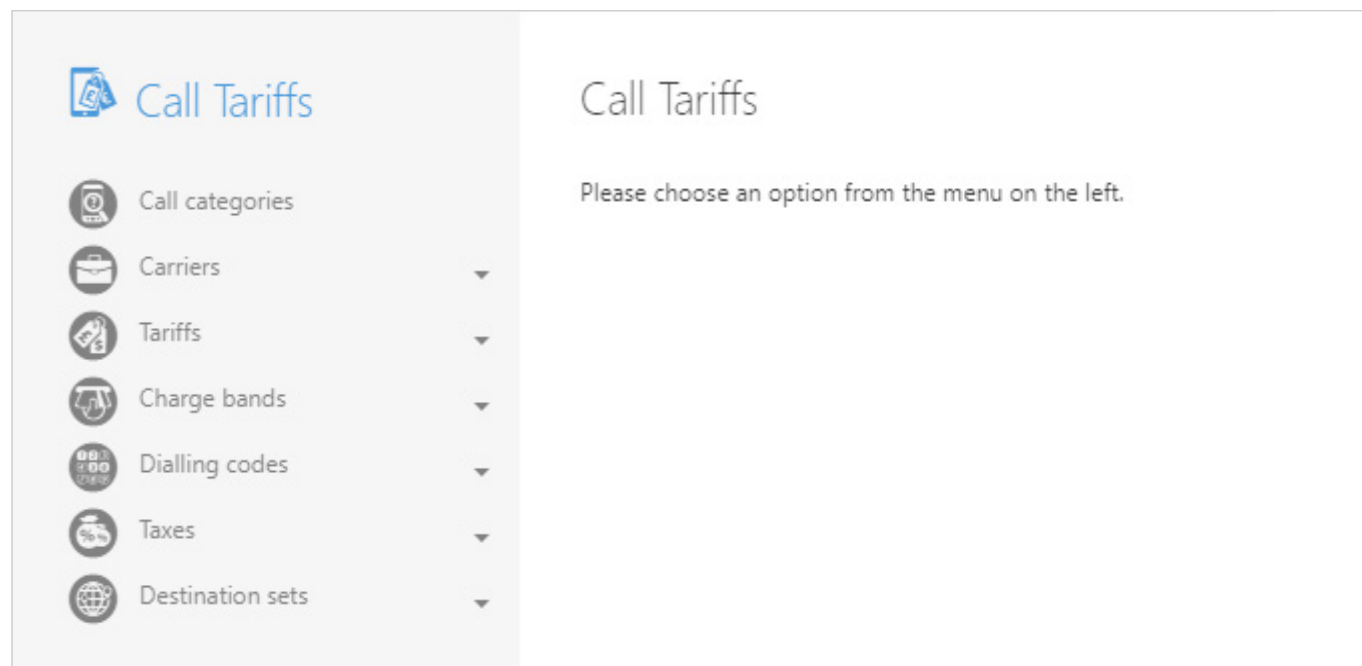 Call Tariffs
Call categories
Carriers
Tariffs
Charge bands
Dialling codes
Taxes
Destination sets
Call Tariffs
Please choose an option from the menu on the left.